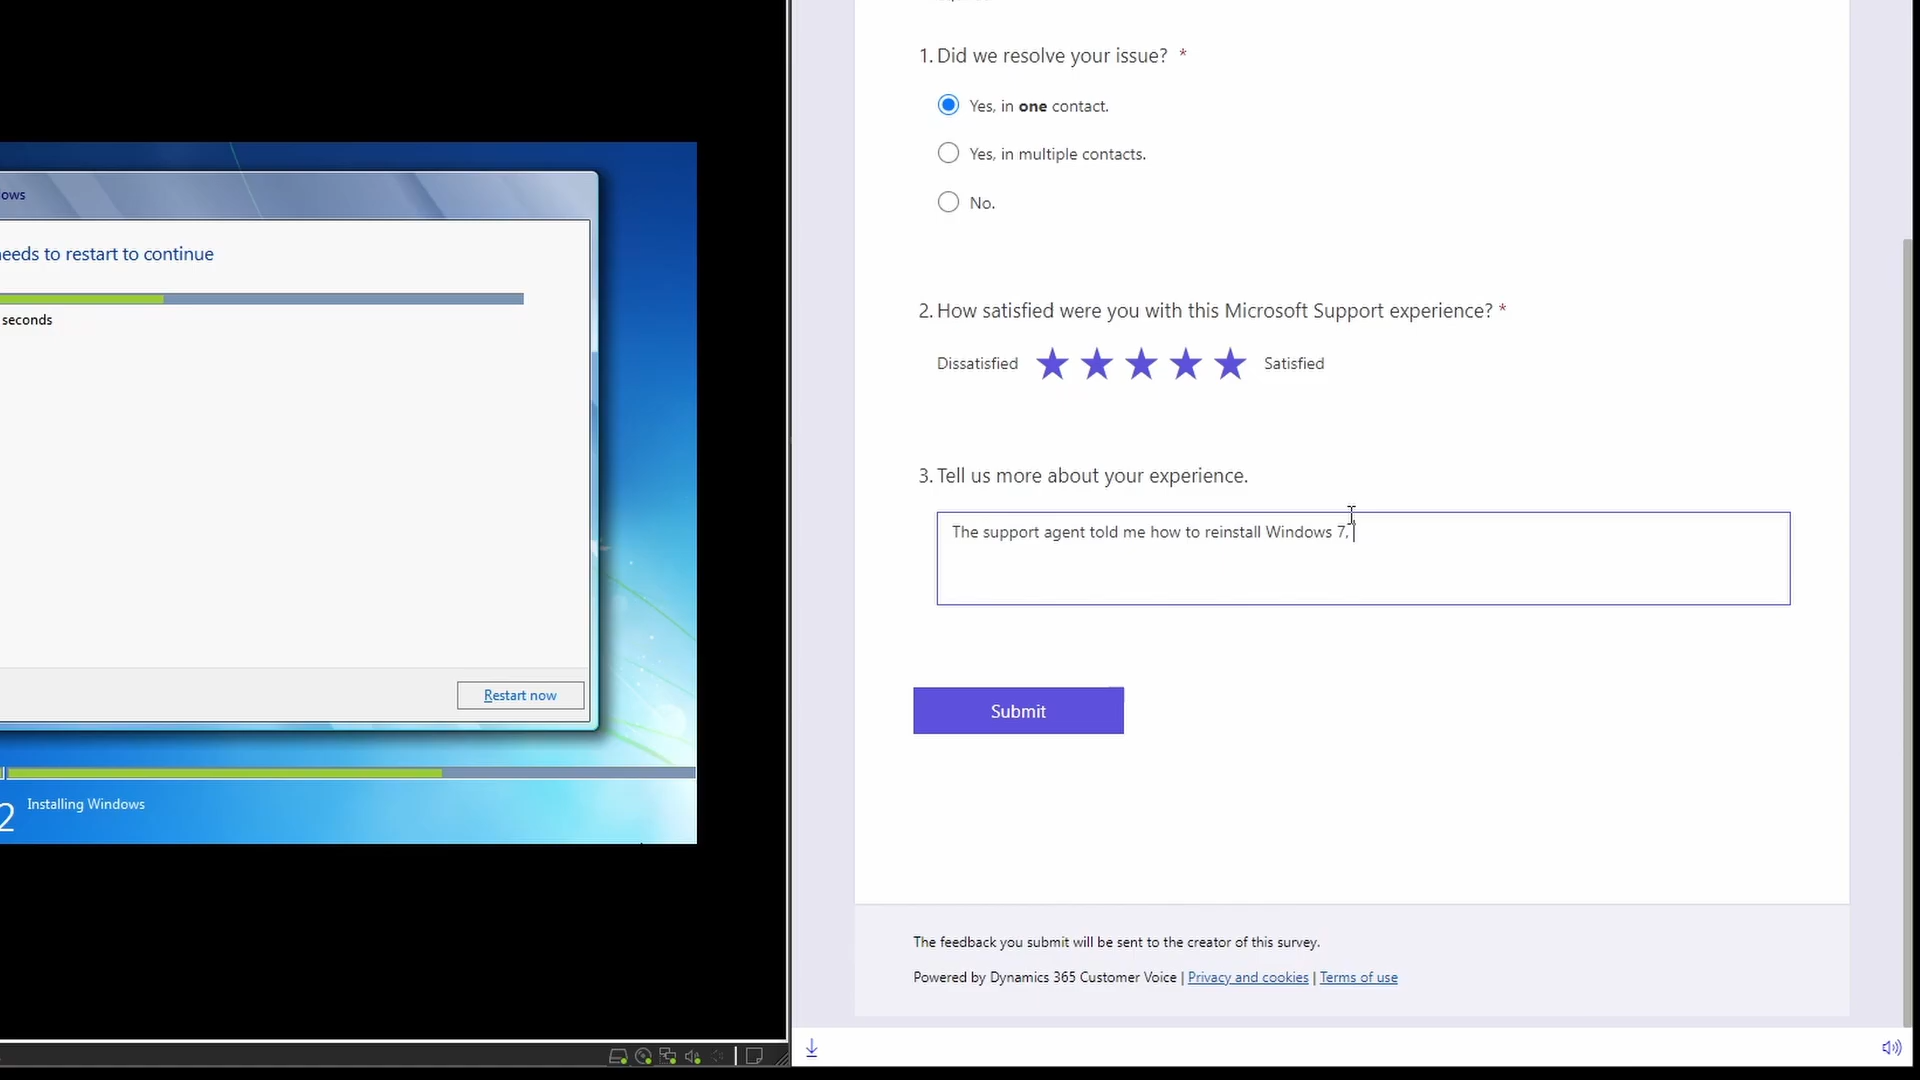 ows
eeds to restart to continue
seconds
Restart now
2
Installing Windows
1. Did we resolve your issue? *
Yes, in one contact.
Yes, in multiple contacts.
No.
2. How satisfied were you with this Microsoft Support experience? *
Dissatisfied
Satisfied
3. Tell us more about your experience.
The support agent told me how to reinstall Windows 7,
Submit
The feedback you submit will be sent to the creator of this survey.
Powered by Dynamics 365 Customer Voice | Privacy and cookies | Terms of use